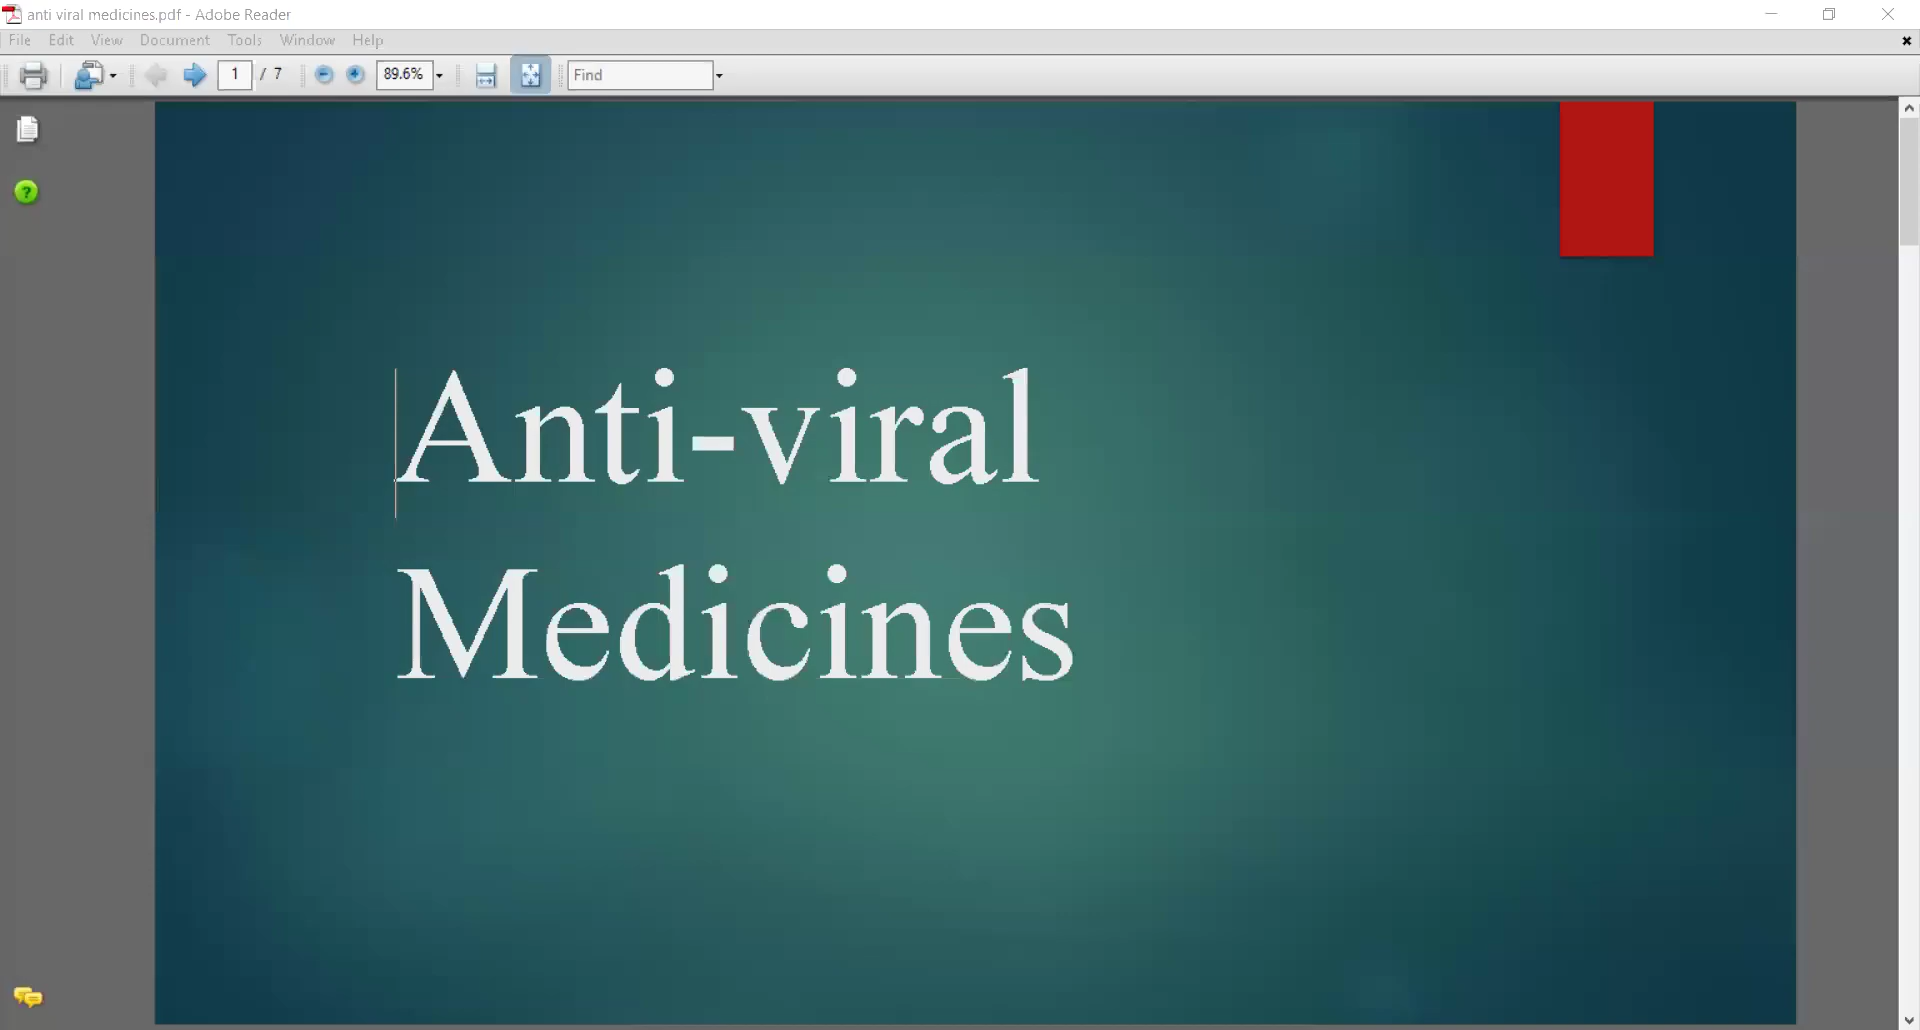 anti viral medicines.pdf - Adobe Reader
File Edit View Document Tools Window Help
1 / 7 89.6% Find
Anti-viral
Medicines